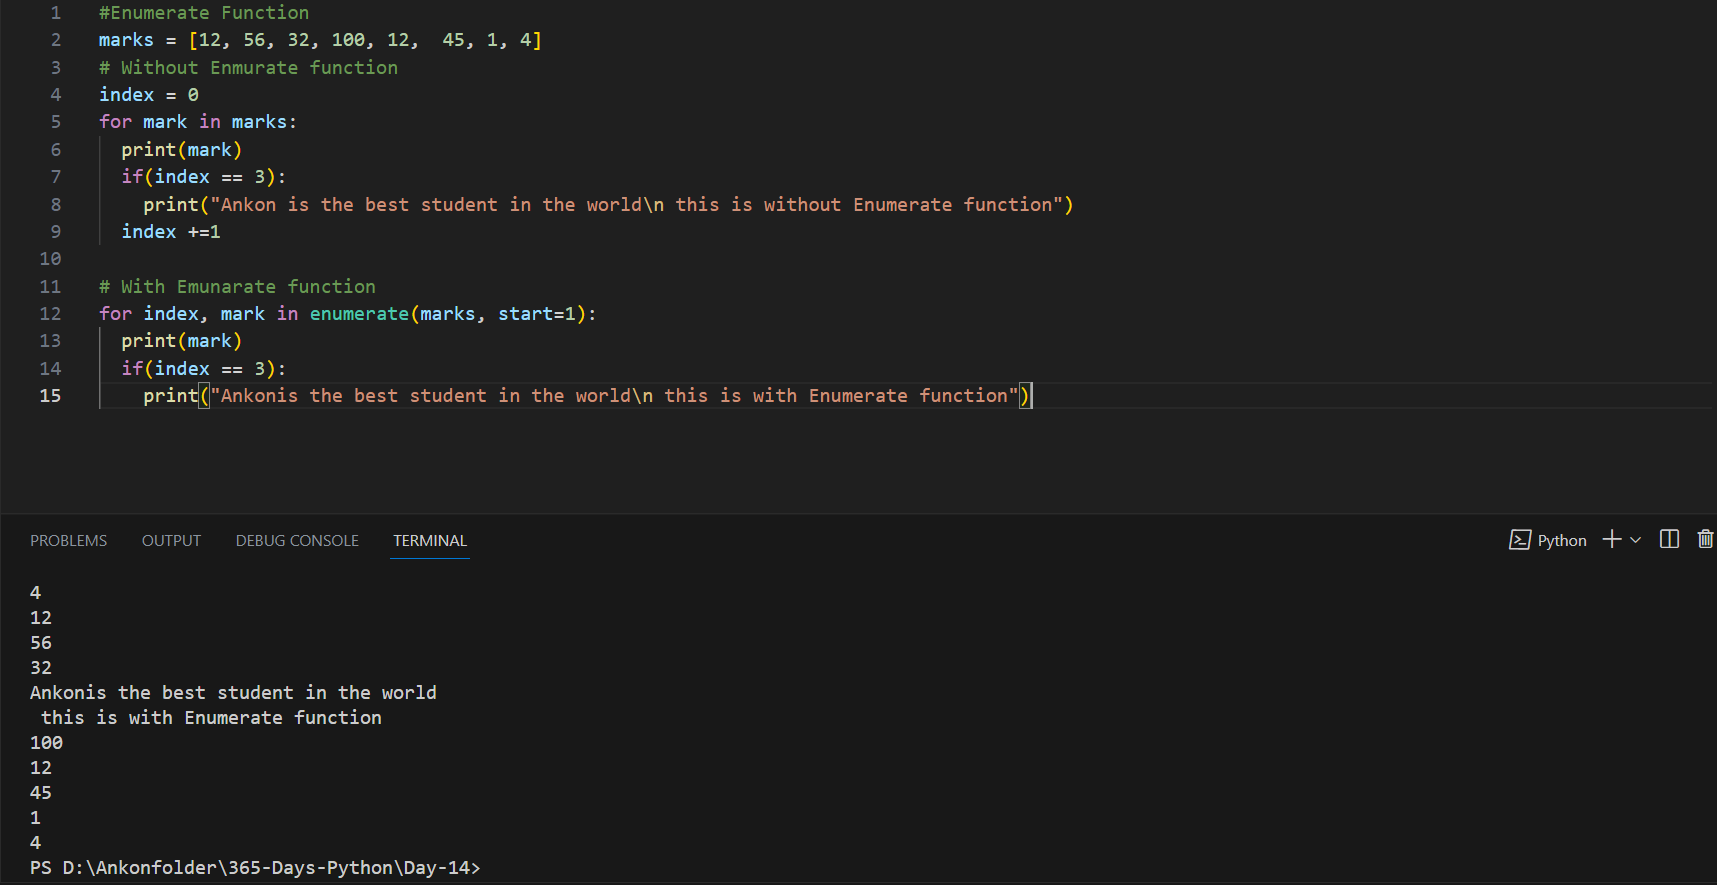 1 #Enumerate Function
2 marks = [12, 56, 32, 100, 12,  45, 1, 4]
3 # Without Enmurate function
4 index = 0
5 for mark in marks:
6   print(mark)
7   if(index == 3):
8     print("Ankon is the best student in the world\n this is without Enumerate function")
9   index +=1
10
11 # With Emunarate function
12 for index, mark in enumerate(marks, start=1):
13   print(mark)
14   if(index == 3):
15     print("Ankonis the best student in the world\n this is with Enumerate function")
PROBLEMS OUTPUT DEBUG CONSOLE TERMINAL Python
4
12
56
32
Ankonis the best student in the world
 this is with Enumerate function
100
12
45
1
4
PS D:\Ankonfolder\365-Days-Python\Day-14>